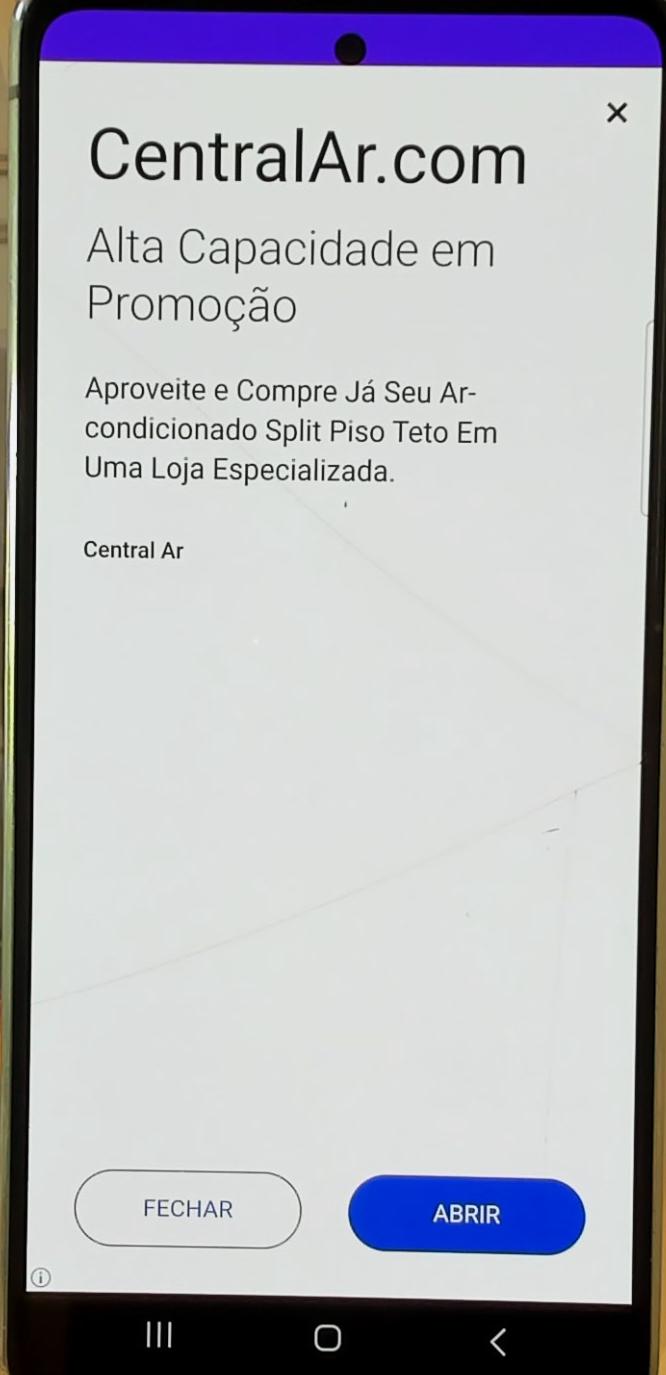 CentralAr.com
Alta Capacidade em
Promoção
Aproveite e Compre Já Seu Ar-
condicionado Split Piso Teto Em
Uma Loja Especializada.
Central Ar
FECHAR
ABRIR